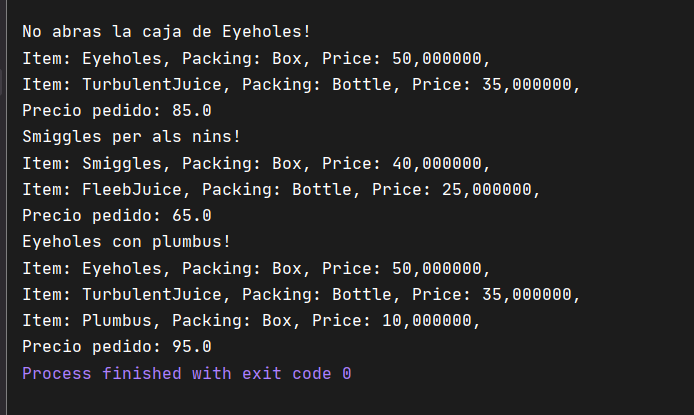 No abras la caja de Eyeholes!
Item: Eyeholes, Packing: Box, Price: 50,000000,
Item: TurbulentJuice, Packing: Bottle, Price: 35,000000,
Precio pedido: 85.0
Smiggles per als nins!
Item: Smiggles, Packing: Box, Price: 40,000000,
Item: FleebJuice, Packing: Bottle, Price: 25,000000,
Precio pedido: 65.0
Eyeholes con plumbus!
Item: Eyeholes, Packing: Box, Price: 50,000000,
Item: TurbulentJuice, Packing: Bottle, Price: 35,000000,
Item: Plumbus, Packing: Box, Price: 10,000000,
Precio pedido: 95.0
Process finished with exit code 0